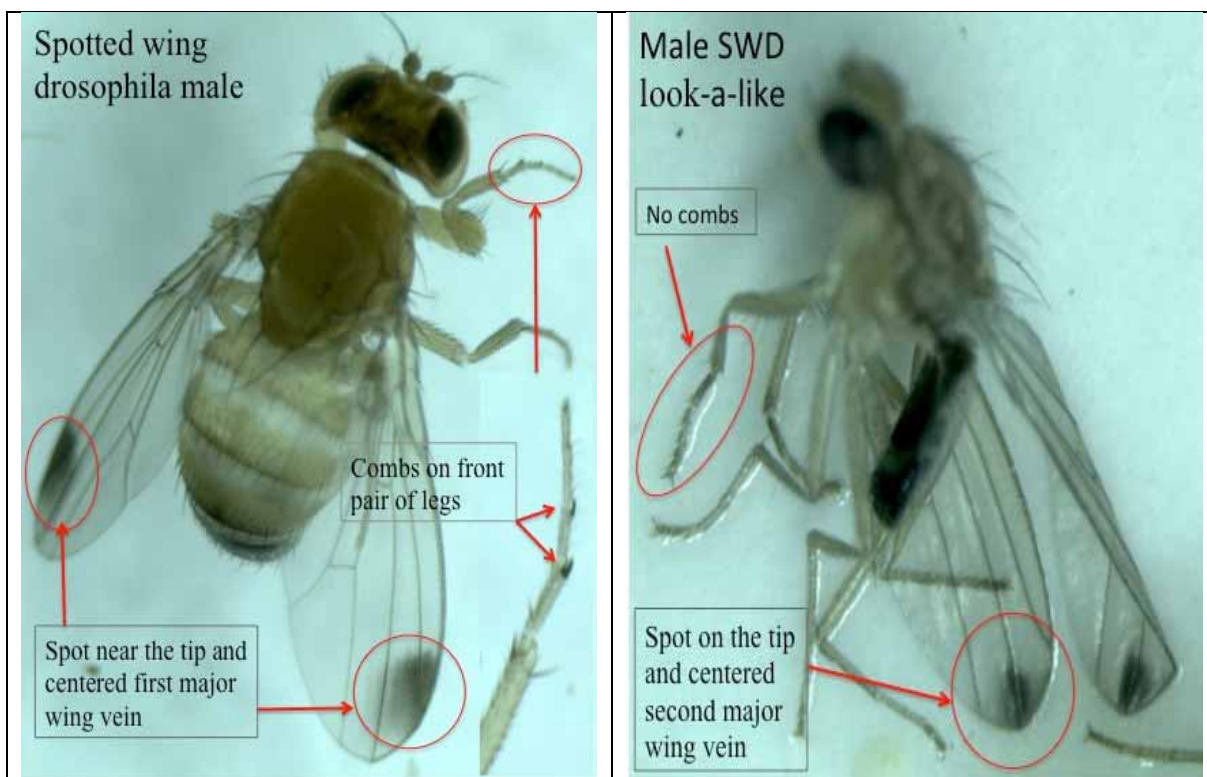 Spotted wing
drosophila male
Combs on front
pair of legs
Spot near the tip and
centered first major
wing vein
Male SWD
look-a-like
No combs
Spot on the tip
and centered
second major
wing vein